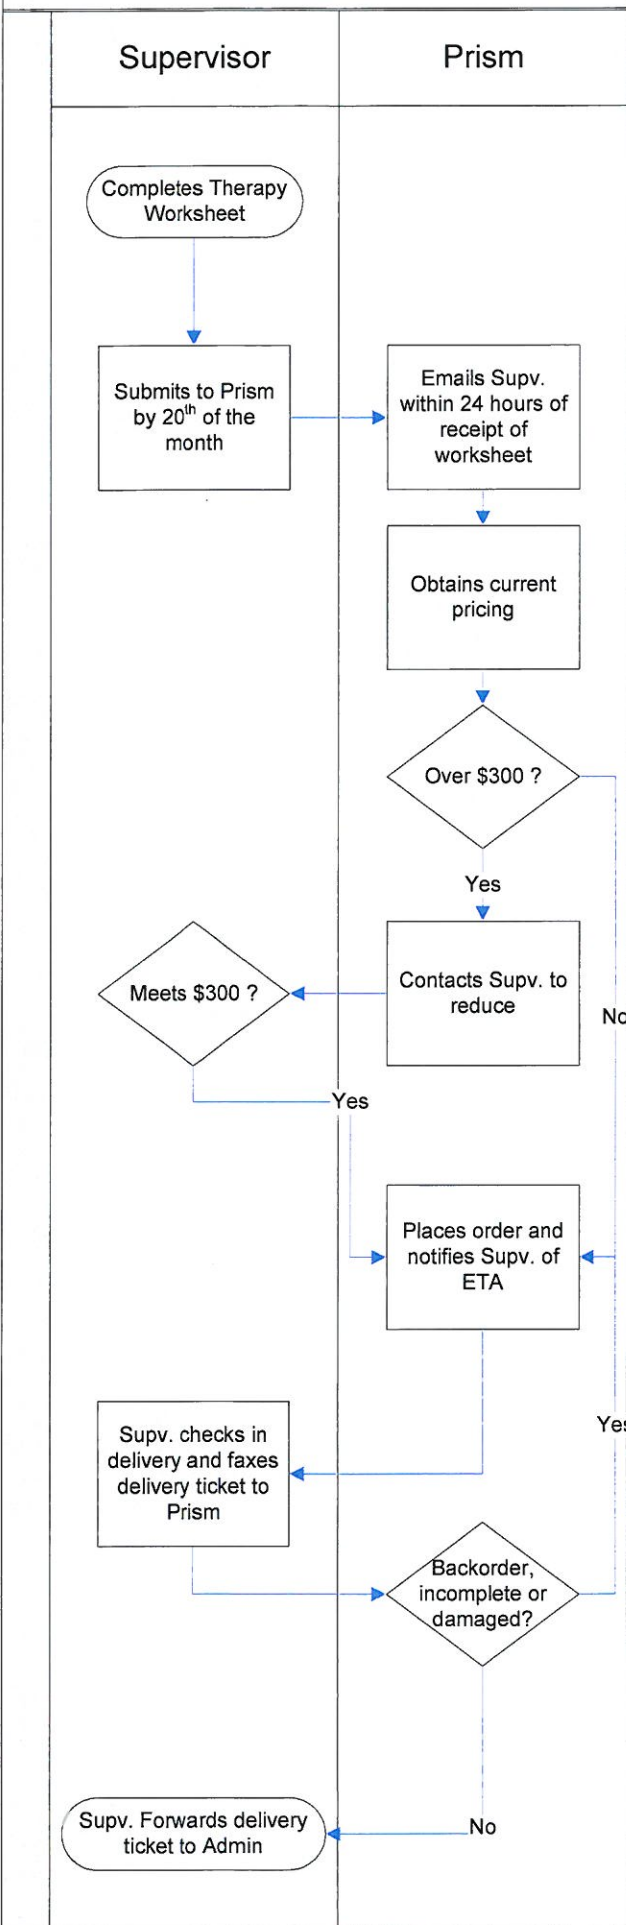 Supervisor
Prism
Completes Therapy
Worksheet
Submits to Prism
by 20th of the
month
Emails Supv.
within 24 hours of
receipt of
worksheet
Obtains current
pricing
Over $300 ?
Yes
Contacts Supv. to
reduce
Meets $300 ?
No
Yes
Places order and
notifies Supv. of
ETA
Supv. checks in
delivery and faxes
delivery ticket to
Prism
Yes
Backorder,
incomplete or
damaged?
No
Supv. Forwards delivery
ticket to Admin